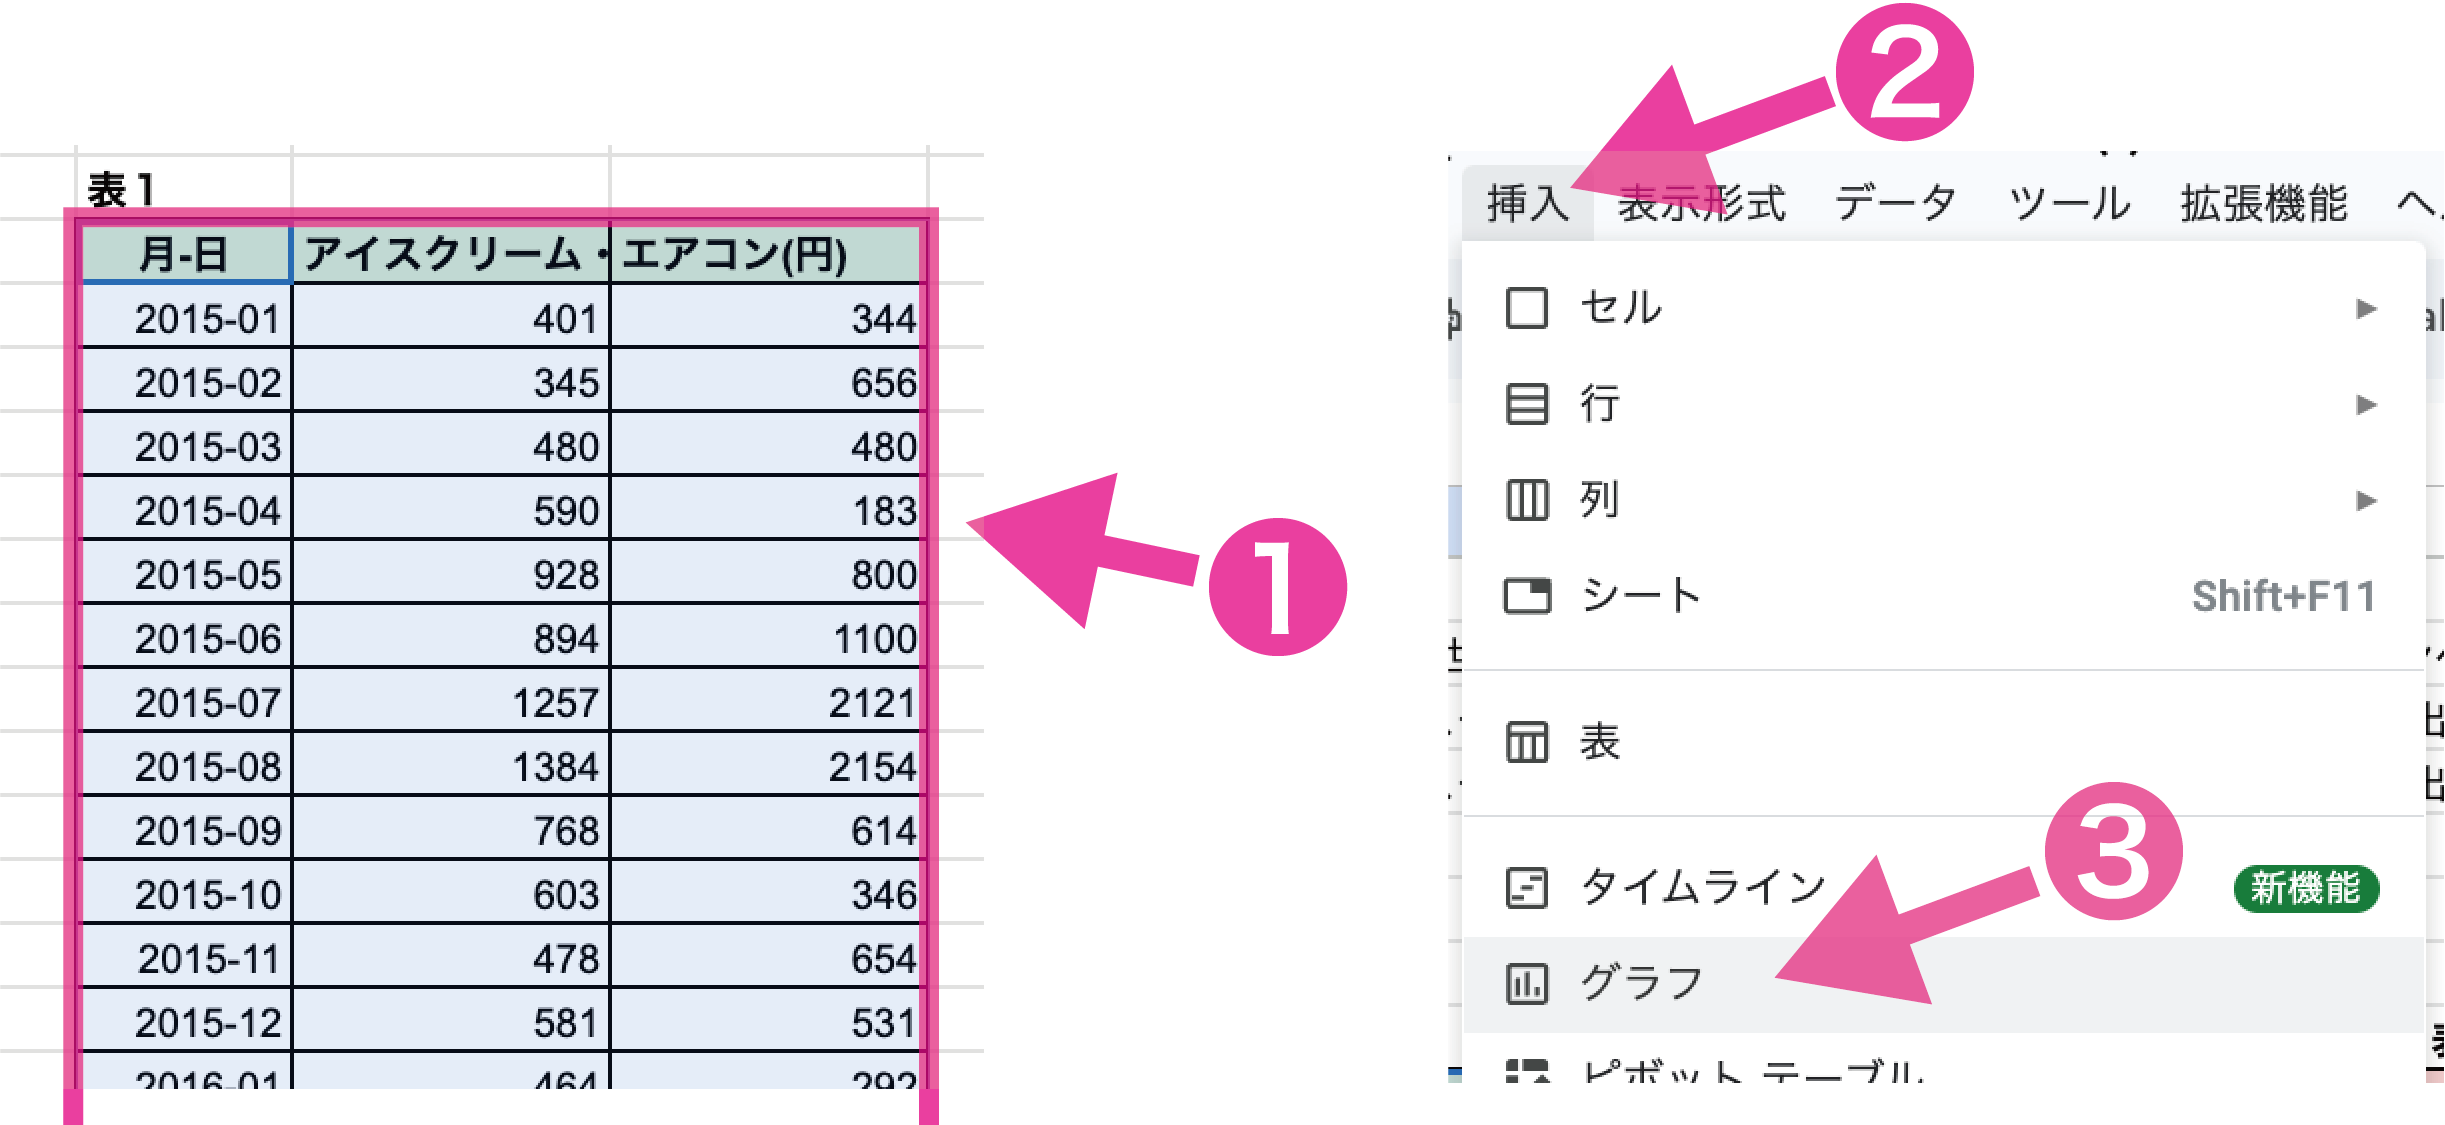 表1
月-日 アイスクリーム・ エアコン(円)
2015-01 401 344
2015-02 345 656
2015-03 480 480
2015-04 590 183
2015-05 928 800
2015-06 894 1100
2015-07 1257 2121
2015-08 1384 2154
2015-09 768 614
2015-10 603 346
2015-11 478 654
2015-12 581 531
2016-01 464 292
1
2
挿入 表示形式 データ ツール 拡張機能
セル
行
列
シート Shift+F11
表
3
タイムライン 新機能
グラフ
ピボット テーブル